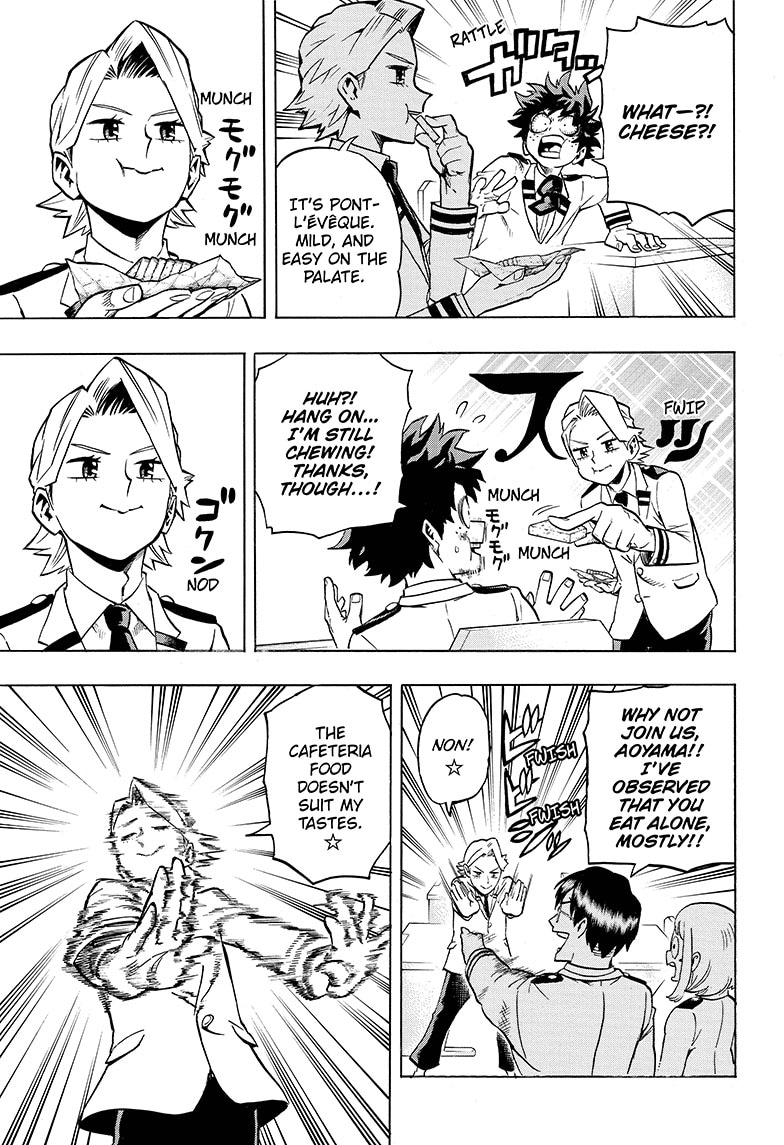 RATTLE
ガタッ
WHAT—?!
CHEESE?!
IT'S PONT-
L'ÉVÊQUE.
MILD, AND
EASY ON THE
PALATE.
MUNCH
モグモグ
MUNCH
FWIP
スッ
HUH?!
HANG ON...
I'M STILL
CHEWING!
THANKS,
THOUGH...!
MUNCH
モグモグ
MUNCH
ゴクン
NOD
WHY NOT
JOIN US,
AOYAMA!!
I'VE
OBSERVED
THAT YOU
EAT ALONE,
MOSTLY!!
NON!
☆
FWISH
FWISH
THE
CAFETERIA
FOOD
DOESN'T
SUIT MY
TASTES.
☆